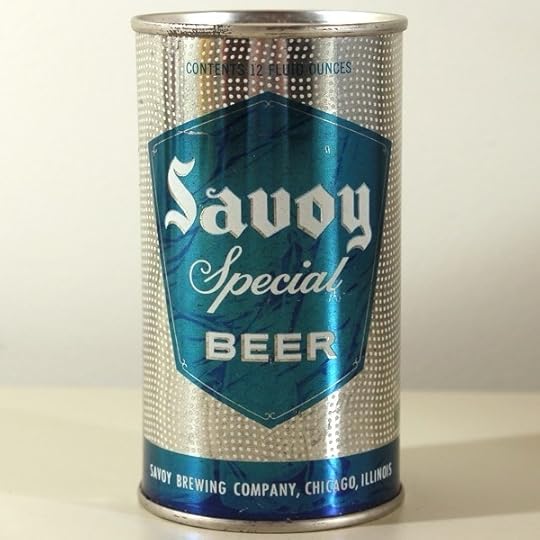 CONTENTS 12 FLUID OUNCES
Savoy
Special
BEER
SAVOY BREWING COMPANY, CHICAGO, ILLINOIS